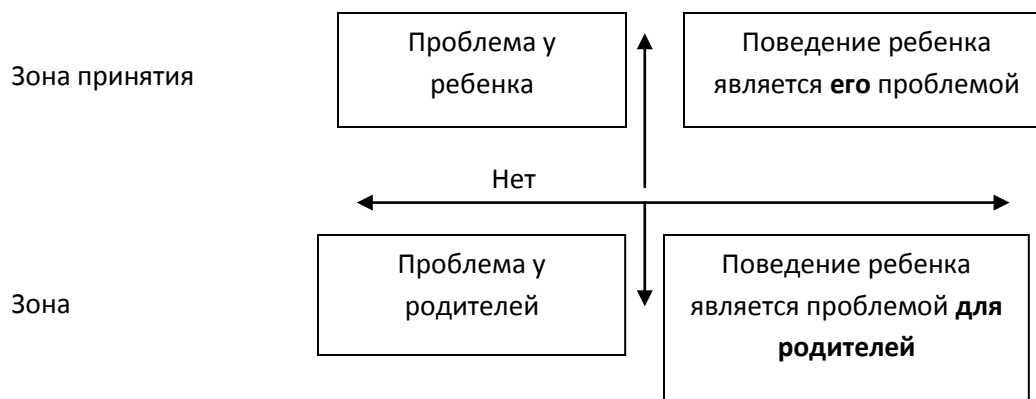 Зона принятия
Проблема у
ребенка
Поведение ребенка
является его проблемой
Нет
Зона
Проблема у
родителей
Поведение ребенка
является проблемой для
родителей